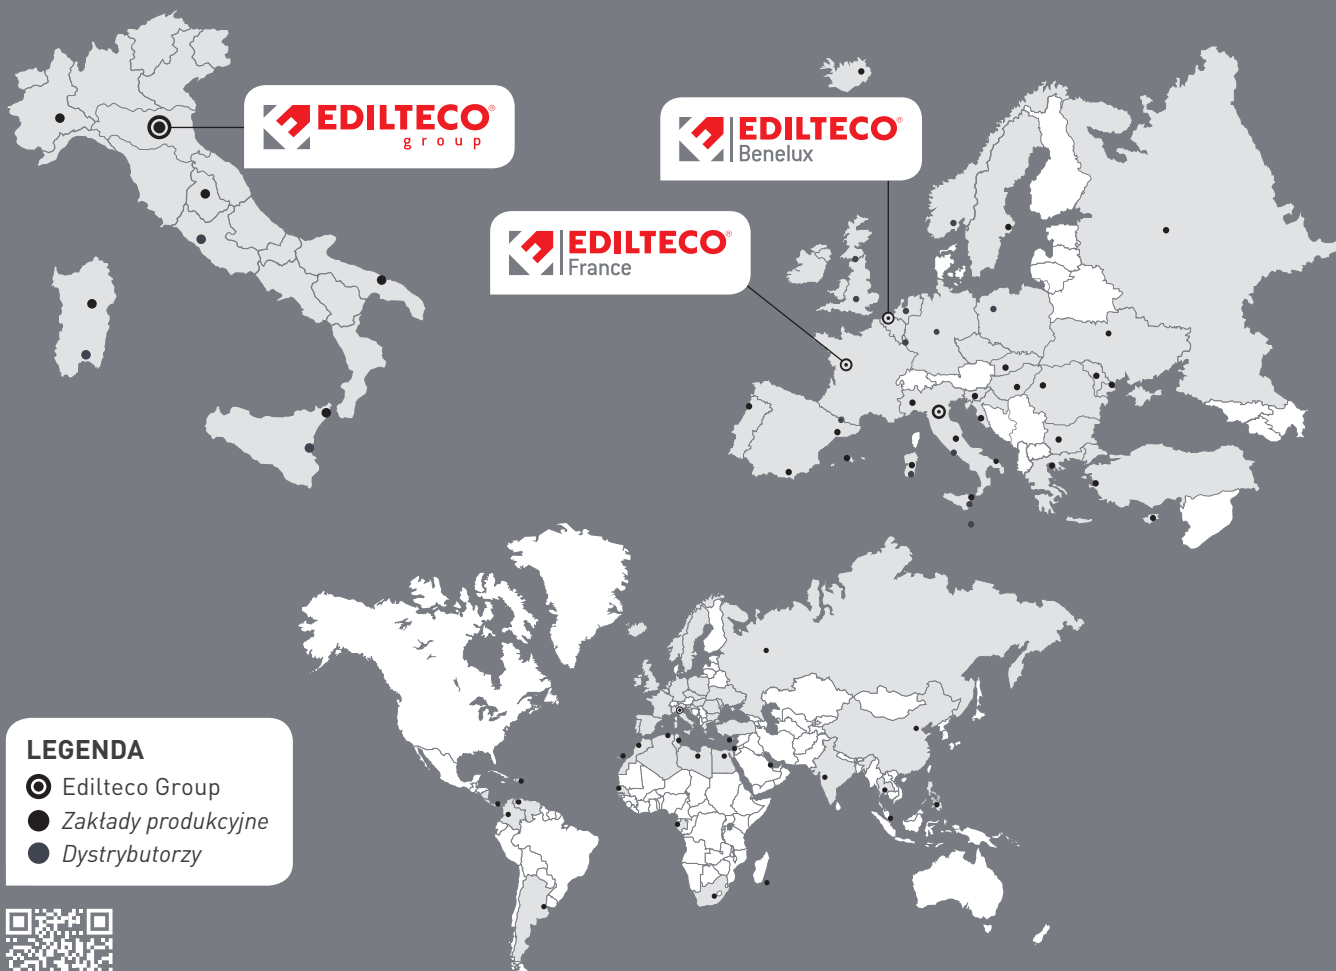 EDILTECO®
group
EDILTECO®
Benelux
EDILTECO®
France
LEGENDA
Edilteco Group
Zakłady produkcyjne
Dystrybutorzy